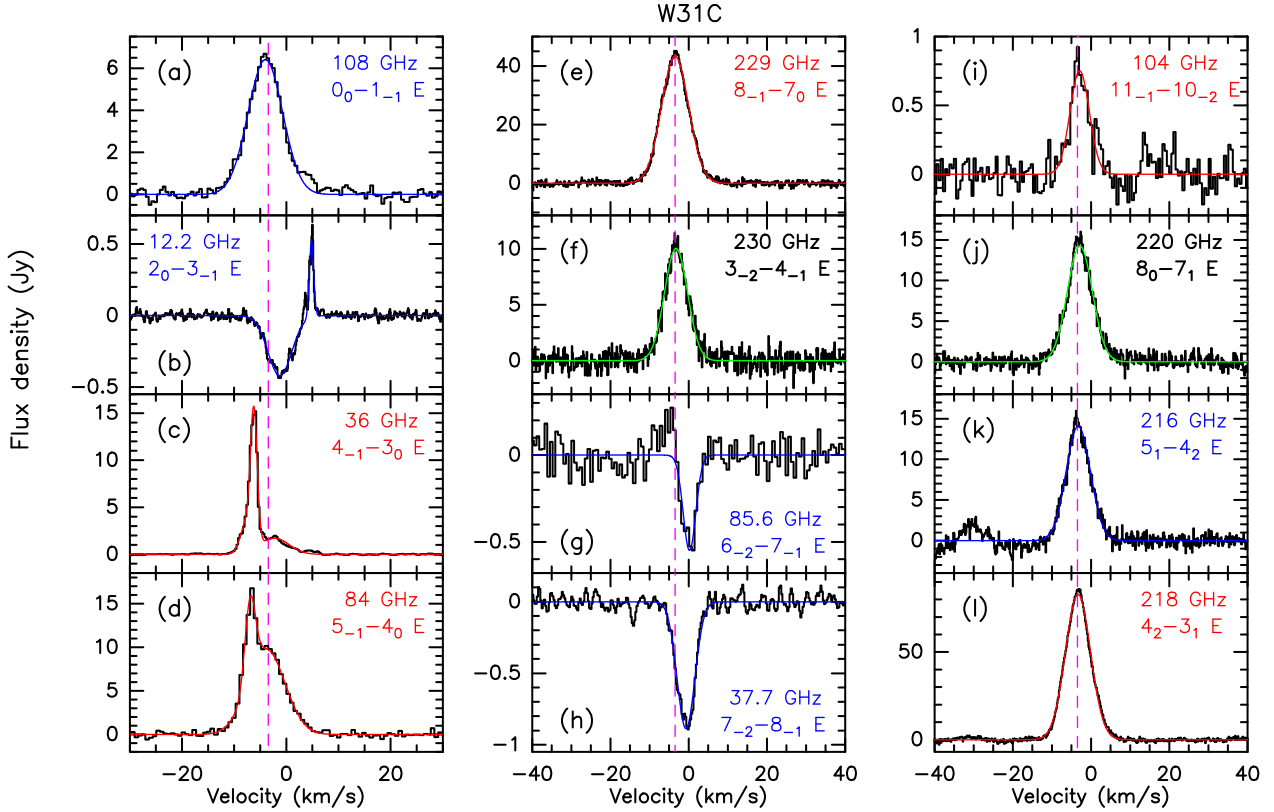 W31C
Flux density (Jy)
(a)
108 GHz
0₀−1₋₁ E
6
4
2
0
12.2 GHz
2₀−3₋₁ E
(b)
0.5
0
−0.5
(c)
36 GHz
4₋₁−3₀ E
15
10
5
0
(d)
84 GHz
5₋₁−4₀ E
15
10
5
0
−20 0 20
Velocity (km/s)
(e)
229 GHz
8₋₁−7₀ E
40
20
0
(f)
230 GHz
3₋₂−4₋₁ E
10
5
0
(g)
85.6 GHz
6₋₂−7₋₁ E
0
−0.5
(h)
37.7 GHz
7₋₂−8₋₁ E
0
−0.5
−1
−40 −20 0 20 40
Velocity (km/s)
(i)
104 GHz
11₋₁−10₋₂ E
1
0.5
0
(j)
220 GHz
8₀−7₁ E
15
10
5
0
(k)
216 GHz
5₁−4₂ E
15
10
5
0
(l)
218 GHz
4₂−3₁ E
50
0
−40 −20 0 20 40
Velocity (km/s)